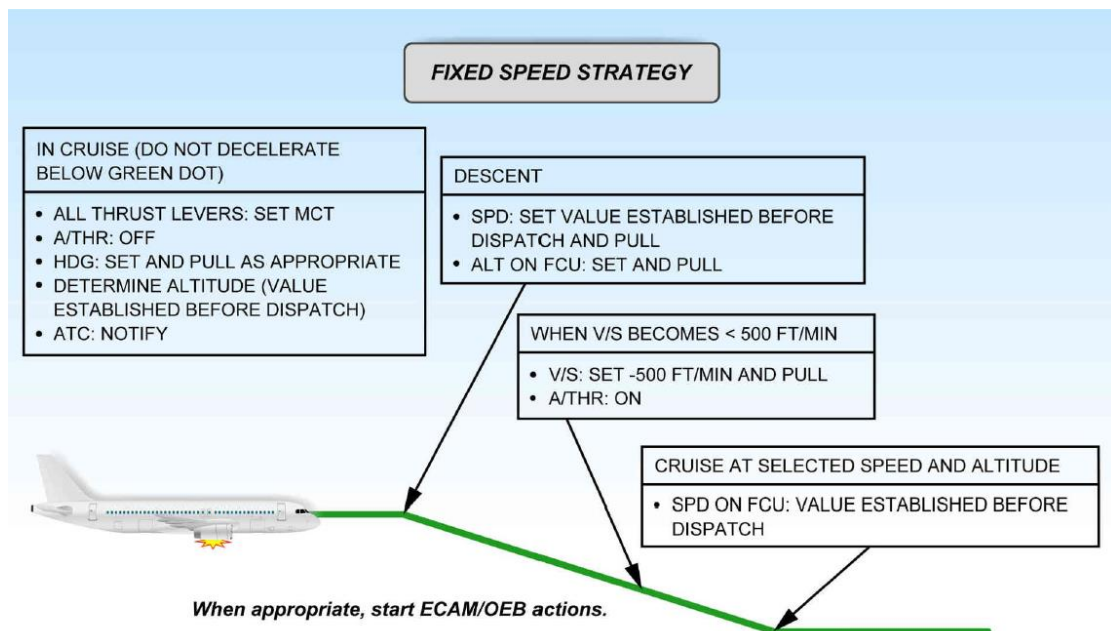 FIXED SPEED STRATEGY
IN CRUISE (DO NOT DECELERATE
BELOW GREEN DOT)
• ALL THRUST LEVERS: SET MCT
• A/THR: OFF
• HDG: SET AND PULL AS APPROPRIATE
• DETERMINE ALTITUDE (VALUE
ESTABLISHED BEFORE DISPATCH)
• ATC: NOTIFY
DESCENT
• SPD: SET VALUE ESTABLISHED BEFORE
DISPATCH AND PULL
• ALT ON FCU: SET AND PULL
WHEN V/S BECOMES < 500 FT/MIN
• V/S: SET -500 FT/MIN AND PULL
• A/THR: ON
CRUISE AT SELECTED SPEED AND ALTITUDE
• SPD ON FCU: VALUE ESTABLISHED BEFORE
DISPATCH
When appropriate, start ECAM/OEB actions.